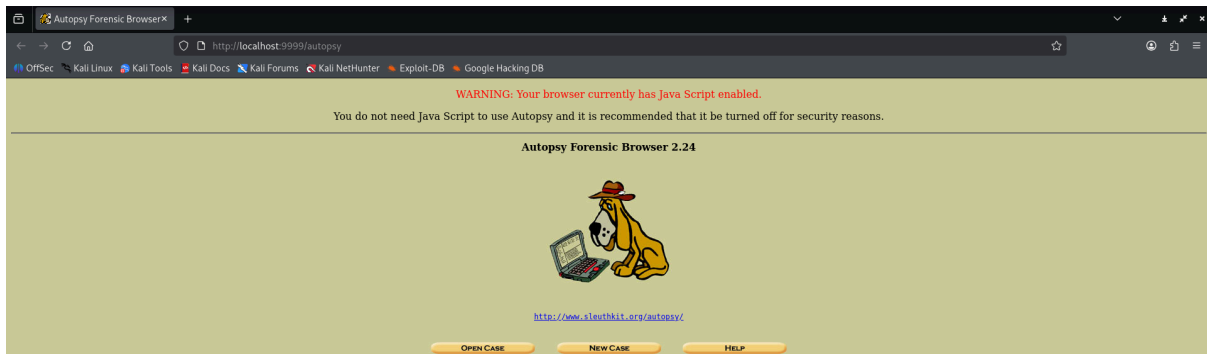 Autopsy Forensic Browser
http://localhost:9999/autopsy
OffSec Kali Linux Kali Tools Kali Docs Kali Forums Kali NetHunter Exploit-DB Google Hacking DB
WARNING: Your browser currently has Java Script enabled.
You do not need Java Script to use Autopsy and it is recommended that it be turned off for security reasons.
Autopsy Forensic Browser 2.24
http://www.sleuthkit.org/autopsy/
OPEN CASE NEW CASE HELP